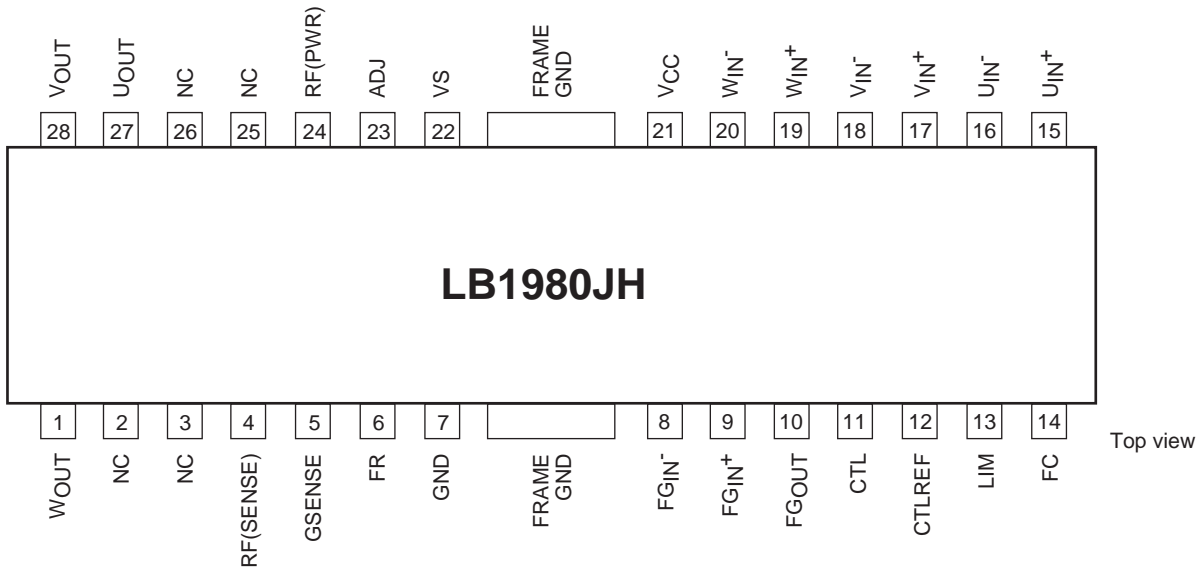 VOUT UOUT NC NC RF(PWR) ADJ VS FRAME GND VCC WIN- WIN+ VIN- VIN+ UIN- UIN+
28 27 26 25 24 23 22 21 20 19 18 17 16 15
LB1980JH
1 2 3 4 5 6 7 8 9 10 11 12 13 14
Top view
WOUT NC NC RF(SENSE) GSENSE FR GND FRAME GND FGIN- FGIN+ FGOUT CTL CTLREF LIM FC